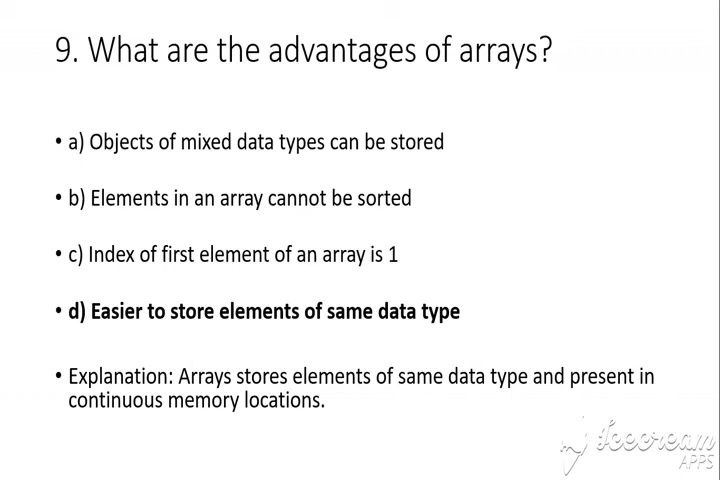 9. What are the advantages of arrays?
• a) Objects of mixed data types can be stored
• b) Elements in an array cannot be sorted
• c) Index of first element of an array is 1
• d) Easier to store elements of same data type
• Explanation: Arrays stores elements of same data type and present in
continuous memory locations.
Icecream
APPS